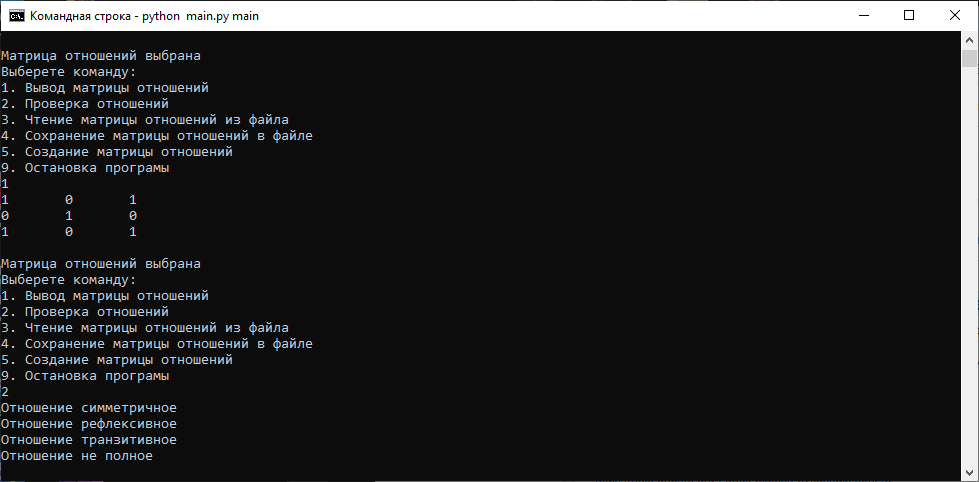 Командная строка - python main.py main
Матрица отношений выбрана
Выберете команду:
1. Вывод матрицы отношений
2. Проверка отношений
3. Чтение матрицы отношений из файла
4. Сохранение матрицы отношений в файле
5. Создание матрицы отношений
9. Остановка програмы
1
1 0 1
0 1 0
1 0 1
Матрица отношений выбрана
Выберете команду:
1. Вывод матрицы отношений
2. Проверка отношений
3. Чтение матрицы отношений из файла
4. Сохранение матрицы отношений в файле
5. Создание матрицы отношений
9. Остановка програмы
2
Отношение симметричное
Отношение рефлексивное
Отношение транзитивное
Отношение не полное